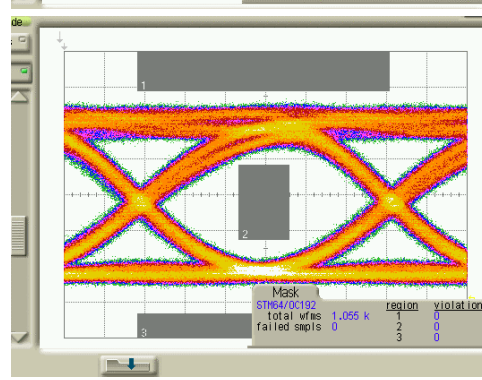 de
1
2
3
Mask
STM64/OC192 region violation
total wfms 1.055 k 1 0
failed smpls 0 2 0
3 0